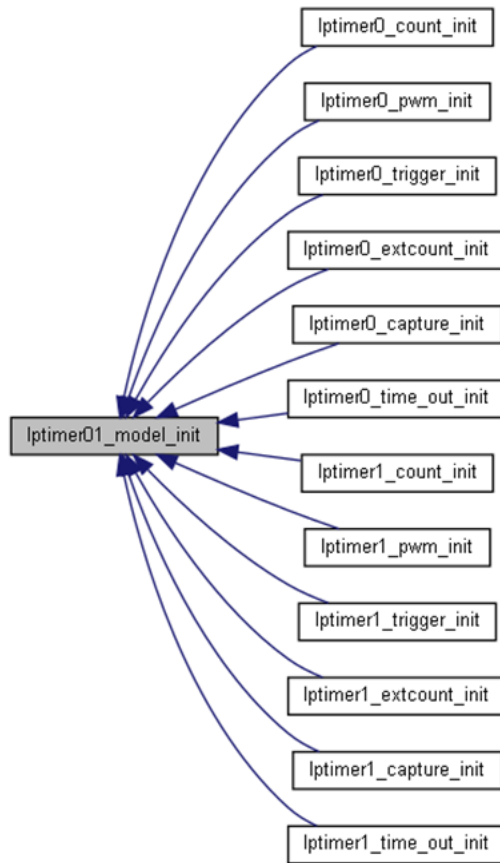 lptimer0_count_init
lptimer0_pwm_init
lptimer0_trigger_init
lptimer0_extcount_init
lptimer0_capture_init
lptimer0_time_out_init
lptimer01_model_init
lptimer1_count_init
lptimer1_pwm_init
lptimer1_trigger_init
lptimer1_extcount_init
lptimer1_capture_init
lptimer1_time_out_init